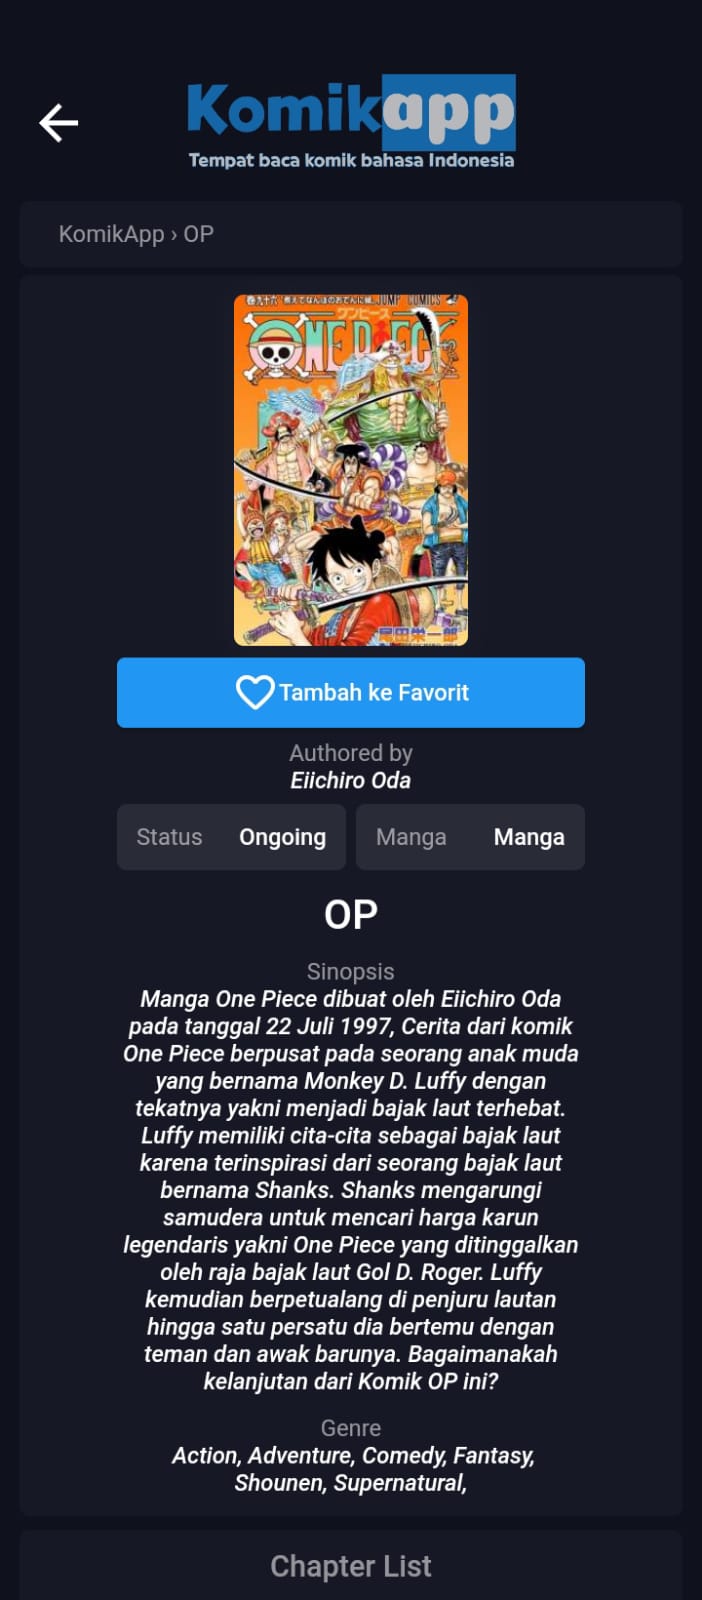 Komikapp
Tempat baca komik bahasa Indonesia
KomikApp › OP
JUMP COMICS
ワンピース
ONE PIECE
尾田栄一郎
Tambah ke Favorit
Authored by
Eiichiro Oda
Status Ongoing Manga Manga
OP
Sinopsis
Manga One Piece dibuat oleh Eiichiro Oda
pada tanggal 22 Juli 1997, Cerita dari komik
One Piece berpusat pada seorang anak muda
yang bernama Monkey D. Luffy dengan
tekatnya yakni menjadi bajak laut terhebat.
Luffy memiliki cita-cita sebagai bajak laut
karena terinspirasi dari seorang bajak laut
bernama Shanks. Shanks mengarungi
samudera untuk mencari harga karun
legendaris yakni One Piece yang ditinggalkan
oleh raja bajak laut Gol D. Roger. Luffy
kemudian berpetualang di penjuru lautan
hingga satu persatu dia bertemu dengan
teman dan awak barunya. Bagaimanakah
kelanjutan dari Komik OP ini?
Genre
Action, Adventure, Comedy, Fantasy,
Shounen, Supernatural,
Chapter List